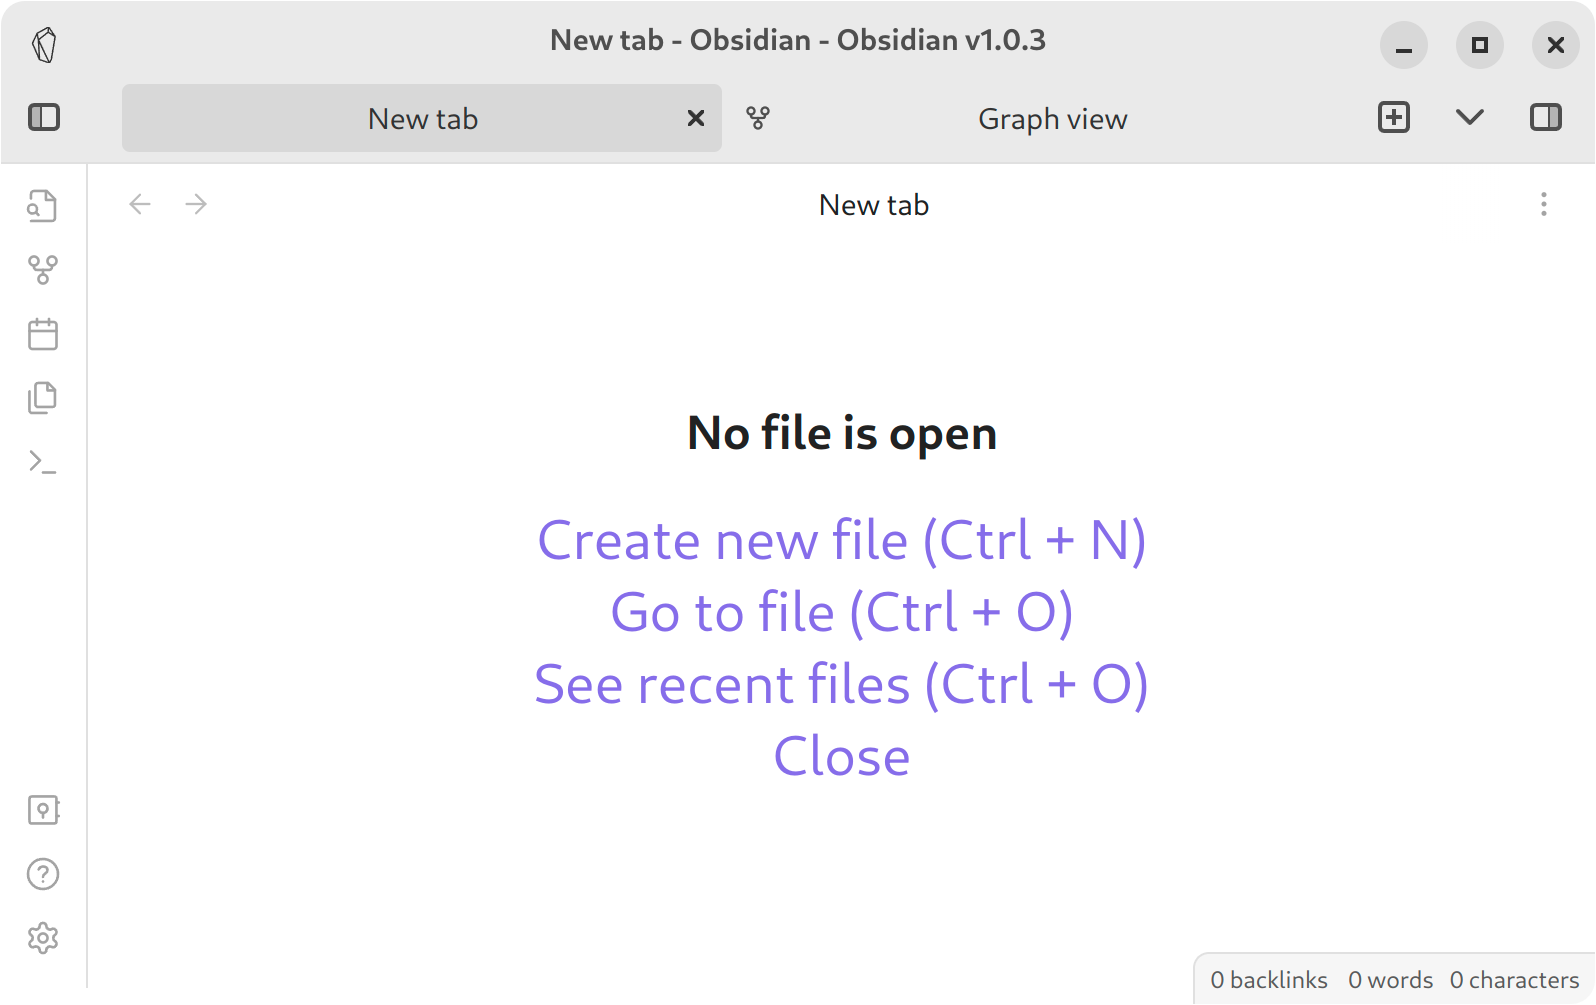 New tab - Obsidian - Obsidian v1.0.3
New tab
Graph view
New tab
No file is open
Create new file (Ctrl + N)
Go to file (Ctrl + O)
See recent files (Ctrl + O)
Close
0 backlinks 0 words 0 characters